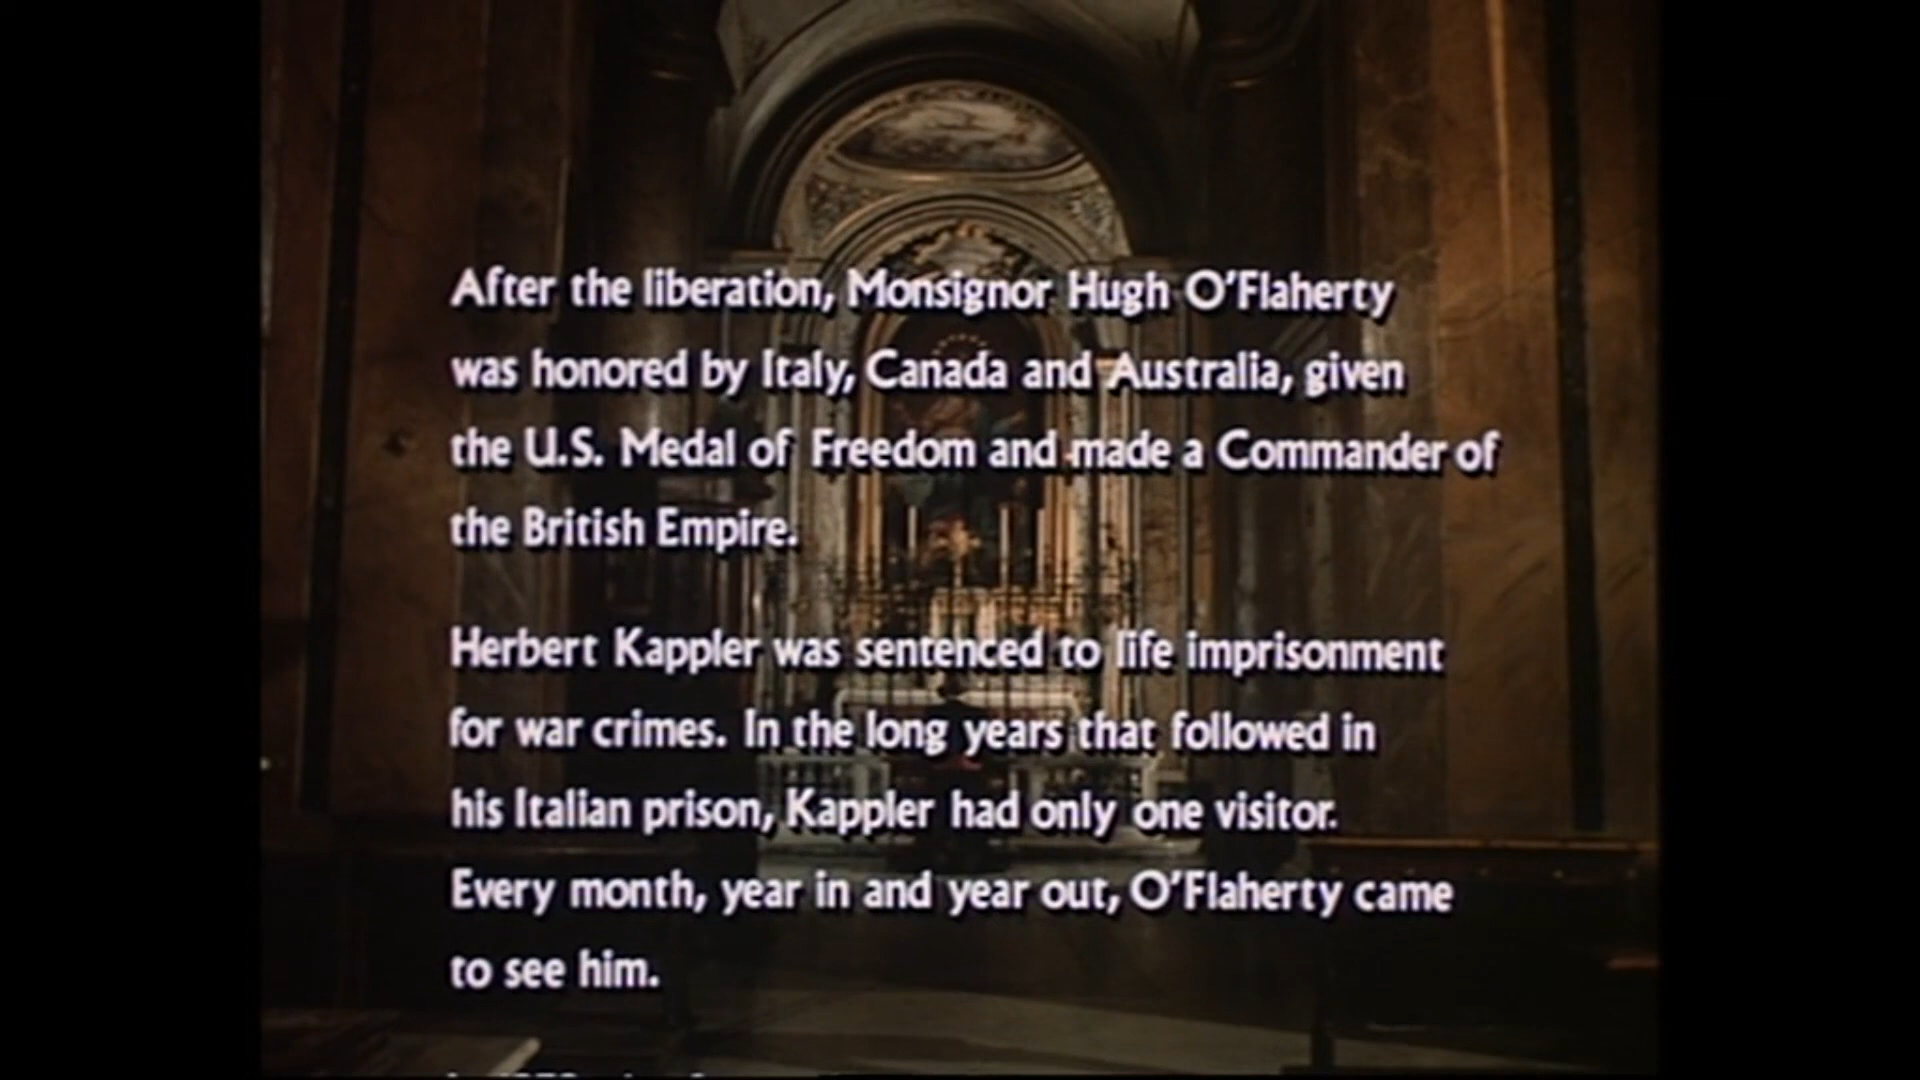 After the liberation, Monsignor Hugh O'Flaherty
was honored by Italy, Canada and Australia, given
the U.S. Medal of Freedom and made a Commander of
the British Empire.
Herbert Kappler was sentenced to life imprisonment
for war crimes. In the long years that followed in
his Italian prison, Kappler had only one visitor.
Every month, year in and year out, O'Flaherty came
to see him.